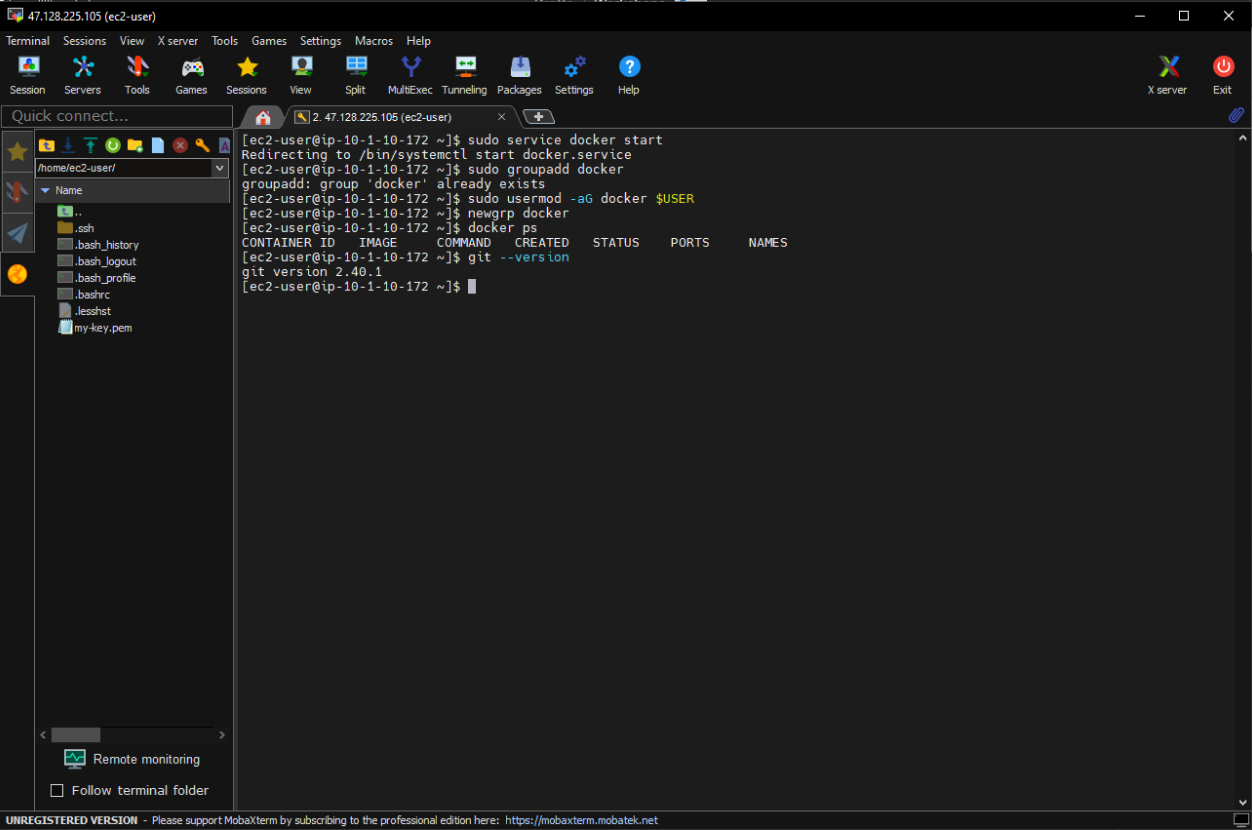 47.128.225.105 (ec2-user)
Terminal Sessions View X server Tools Games Settings Macros Help
Session Servers Tools Games Sessions View Split MultiExec Tunneling Packages Settings Help X server Exit
Quick connect...
2. 47.128.225.105 (ec2-user)
/home/ec2-user/
Name
..
.ssh
.bash_history
.bash_logout
.bash_profile
.bashrc
.lesshst
my-key.pem
[ec2-user@ip-10-1-10-172 ~]$ sudo service docker start
Redirecting to /bin/systemctl start docker.service
[ec2-user@ip-10-1-10-172 ~]$ sudo groupadd docker
groupadd: group 'docker' already exists
[ec2-user@ip-10-1-10-172 ~]$ sudo usermod -aG docker $USER
[ec2-user@ip-10-1-10-172 ~]$ newgrp docker
[ec2-user@ip-10-1-10-172 ~]$ docker ps
CONTAINER ID IMAGE COMMAND CREATED STATUS PORTS NAMES
[ec2-user@ip-10-1-10-172 ~]$ git --version
git version 2.40.1
[ec2-user@ip-10-1-10-172 ~]$
Remote monitoring
Follow terminal folder
UNREGISTERED VERSION - Please support MobaXterm by subscribing to the professional edition here: https://mobaxterm.mobatek.net